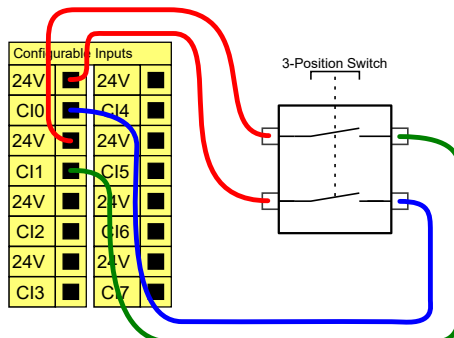 Configurable Inputs
3-Position Switch
24V 24V
CI0 CI4
24V 24V
CI1 CI5
24V 24V
CI2 CI6
24V 24V
CI3 CI7